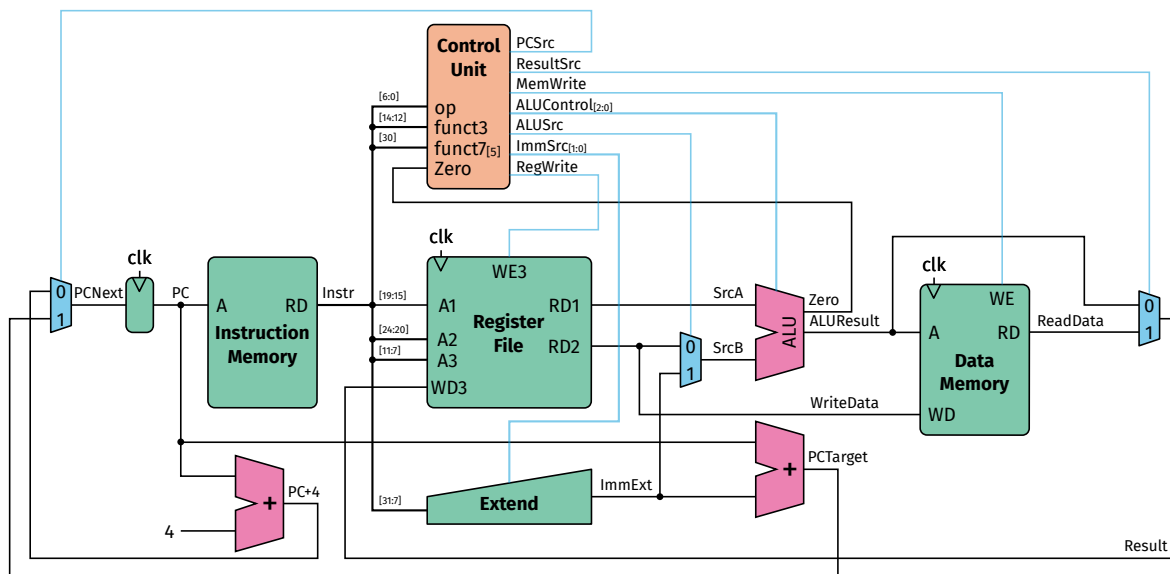 Control
Unit
PCSrc
ResultSrc
MemWrite
ALUControl[2:0]
ALUSrc
ImmSrc[1:0]
RegWrite
[6:0]
op
[14:12]
funct3
[30]
funct7[5]
Zero
clk
clk
clk
0
1
PCNext
PC
A
RD
Instr
Instruction
Memory
[19:15]
A1
[24:20]
A2
[11:7]
A3
WD3
WE3
Register
File
RD1
RD2
SrcA
0
1
SrcB
ALU
Zero
ALUResult
WE
A
RD
ReadData
Data
Memory
WriteData
WD
0
1
PCTarget
+
PC+4
+
4
[31:7]
Extend
ImmExt
Result